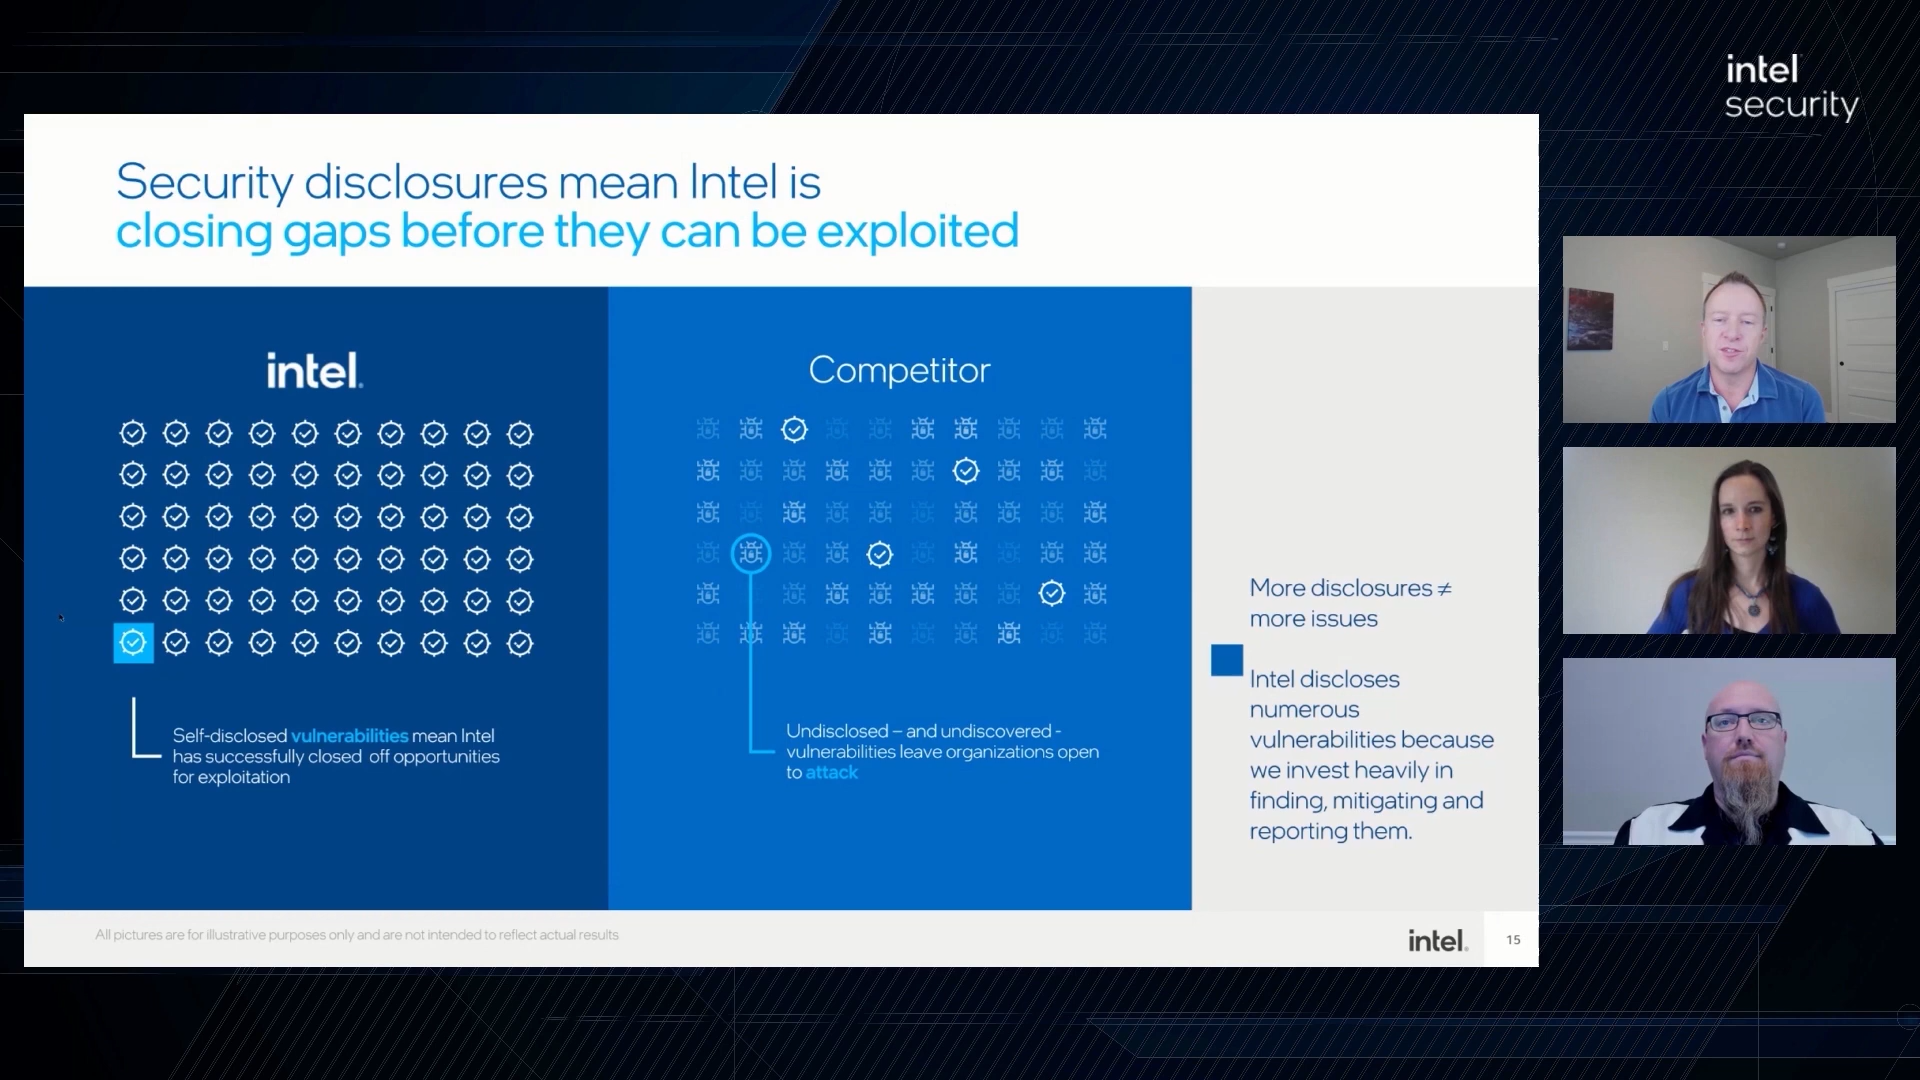 intel
security
Security disclosures mean Intel is
closing gaps before they can be exploited
intel.
Self-disclosed vulnerabilities mean Intel
has successfully closed off opportunities
for exploitation
Competitor
Undisclosed – and undiscovered -
vulnerabilities leave organizations open
to attack
More disclosures ≠
more issues
Intel discloses
numerous
vulnerabilities because
we invest heavily in
finding, mitigating and
reporting them.
All pictures are for illustrative purposes only and are not intended to reflect actual results
intel.
15